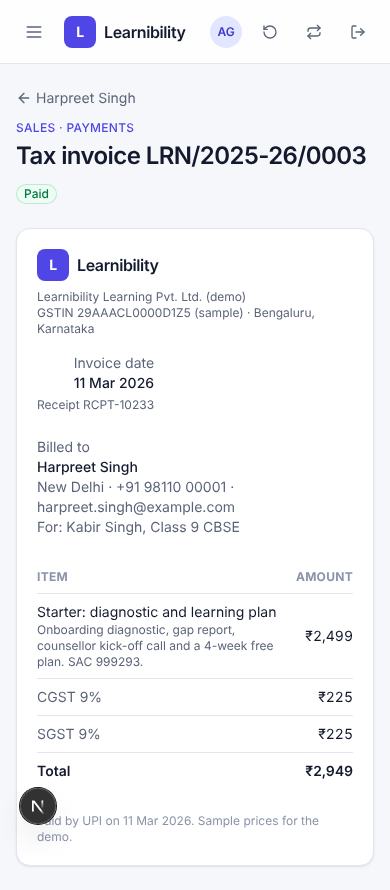 L Learnibility AG
Harpreet Singh
SALES · PAYMENTS
Tax invoice LRN/2025-26/0003
Paid
L Learnibility
Learnibility Learning Pvt. Ltd. (demo)
GSTIN 29AAACL0000D1Z5 (sample) · Bengaluru,
Karnataka
Invoice date
11 Mar 2026
Receipt RCPT-10233
Billed to
Harpreet Singh
New Delhi · +91 98110 00001 ·
harpreet.singh@example.com
For: Kabir Singh, Class 9 CBSE
ITEM AMOUNT
Starter: diagnostic and learning plan
Onboarding diagnostic, gap report,
counsellor kick-off call and a 4-week free
plan. SAC 999293.
₹2,499
CGST 9% ₹225
SGST 9% ₹225
Total ₹2,949
N
by UPI on 11 Mar 2026. Sample prices for the
demo.